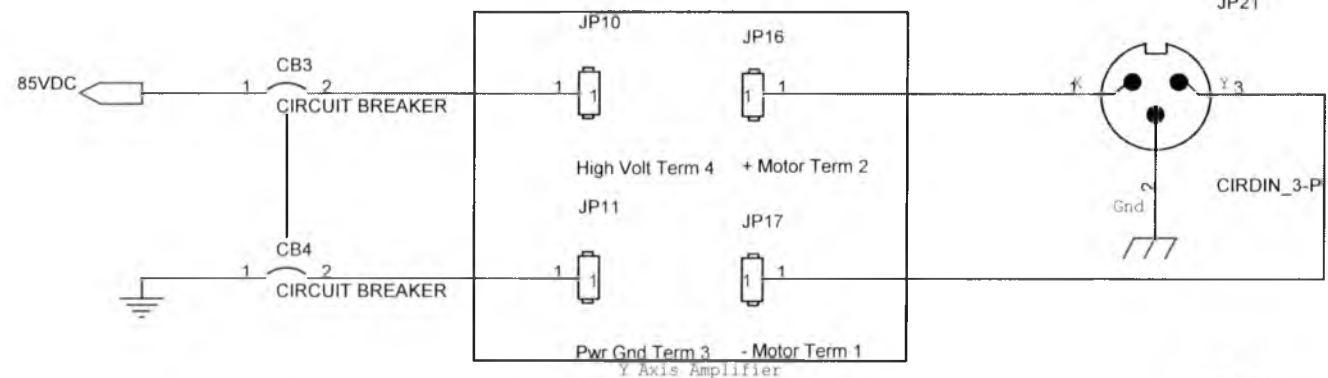 JP21
JP10
JP16
CB3
85VDC
1 2
CIRCUIT BREAKER
1 1
1 1
1 K
Y 3
High Volt Term 4
+ Motor Term 2
CIRDIN_3-P
2
Gnd
JP11
JP17
CB4
1 2
CIRCUIT BREAKER
1 1
1 1
Pwr Gnd Term 3
- Motor Term 1
Y Axis Amplifier